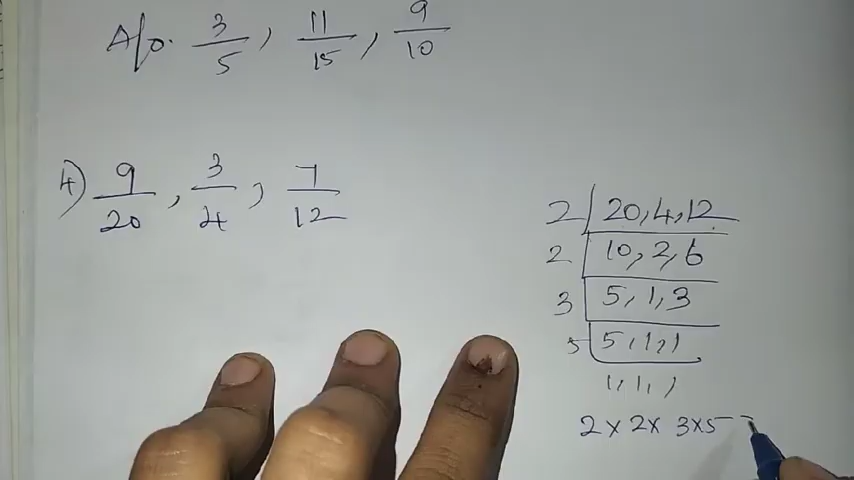 A/o. 3/5, 11/15, 9/10
4) 9/20, 3/4, 7/12
2 | 20, 4, 12
2 | 10, 2, 6
3 | 5, 1, 3
5 | 5, 1, 1
1, 1, 1
2 x 2 x 3 x 5 =